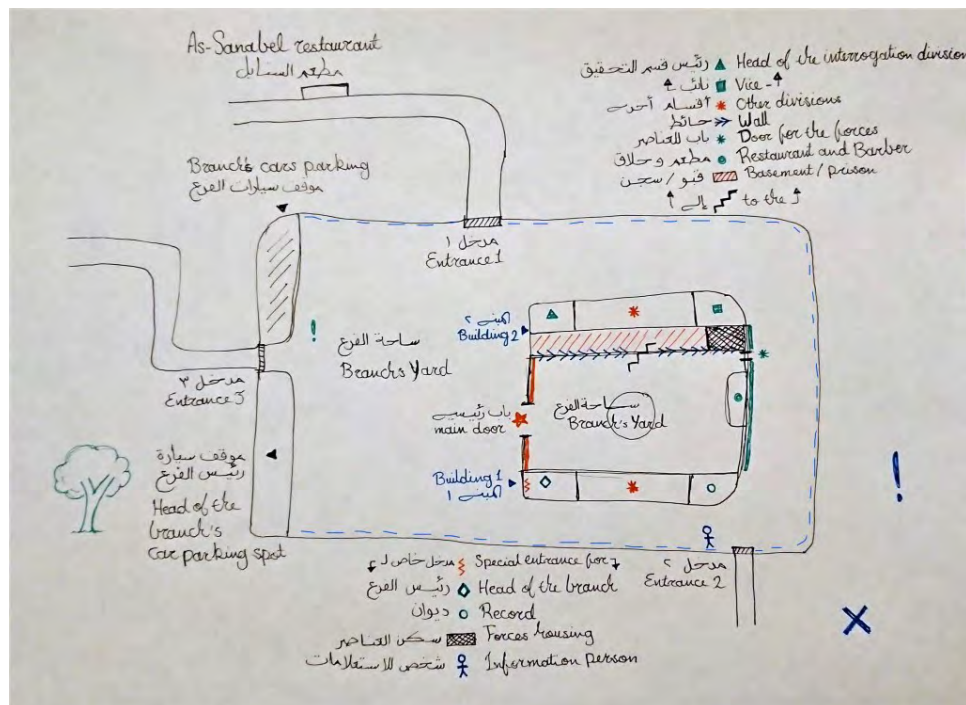 As-Sanabel restaurant
مطعم السنابل
Branch's cars parking
موقف سيارات الفرع
رئيس قسم التحقيق ▲ Head of the interrogation division
نائب Vice-
أقسام أخرى Other divisions
حائط Wall
باب للعناصر Door for the forces
مطعم وحلاق Restaurant and Barber
قبو / سجن Basement / prison
إلى to the
مدخل ١
Entrance 1
!
ساحة الفرع
Branch's Yard
المبنى ٢
Building 2
مدخل ٣
Entrance 3
باب رئيسي
main door
ساحة الفرع
Branch's Yard
موقف سيارة
رئيس الفرع
Head of the
branch's
Car parking spot
Building 1
المبنى ١
!
مدخل ٢
Entrance 2
مدخل خاص لـ Special entrance for
رئيس الفرع Head of the branch
ديوان Record
سكن العناصر Forces housing
شخص للاستعلامات Information person
X